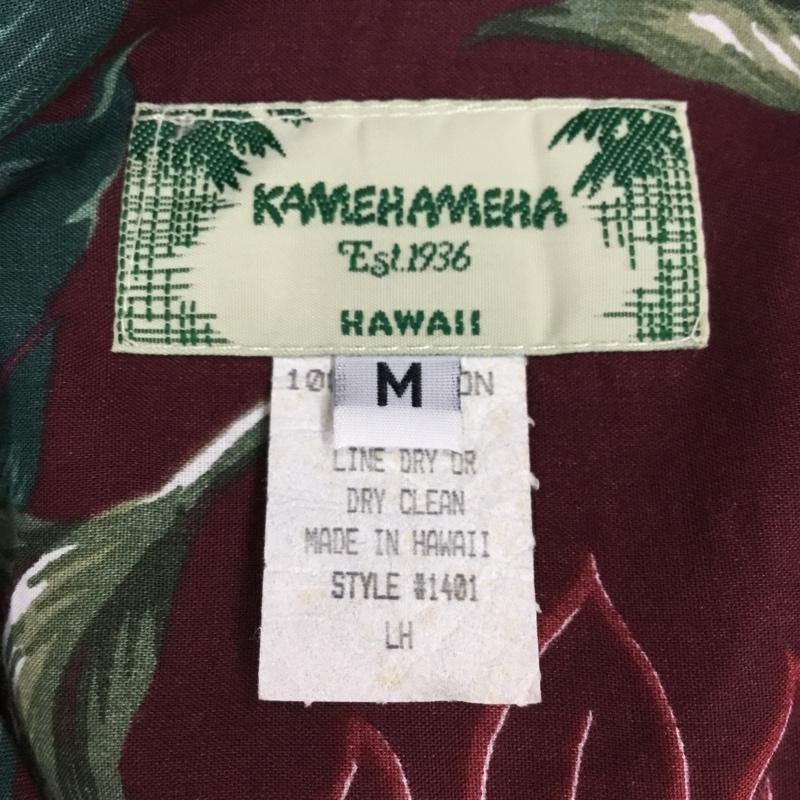 KAMEHAMEHA
Est.1936
HAWAII
M
LINE DRY OR
DRY CLEAN
MADE IN HAWAII
STYLE #1401
LH